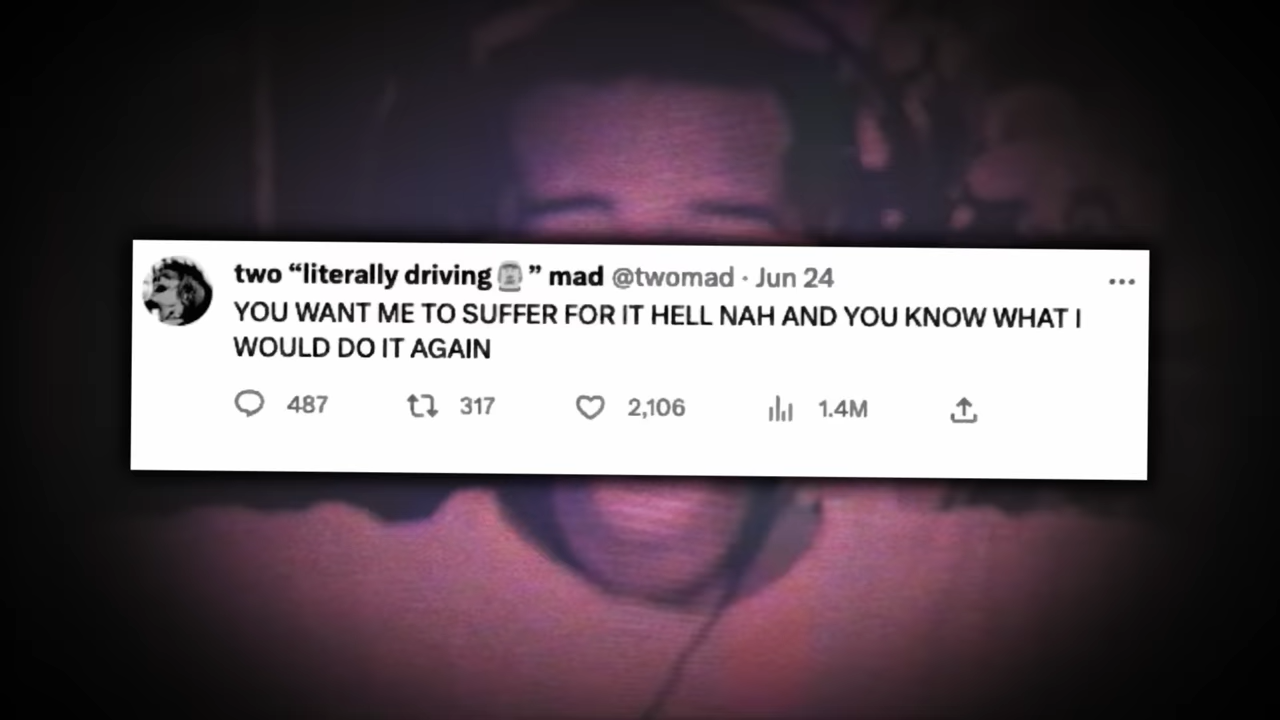 two “literally driving🗿” mad @twomad · Jun 24
YOU WANT ME TO SUFFER FOR IT HELL NAH AND YOU KNOW WHAT I
WOULD DO IT AGAIN
487 317 2,106 1.4M